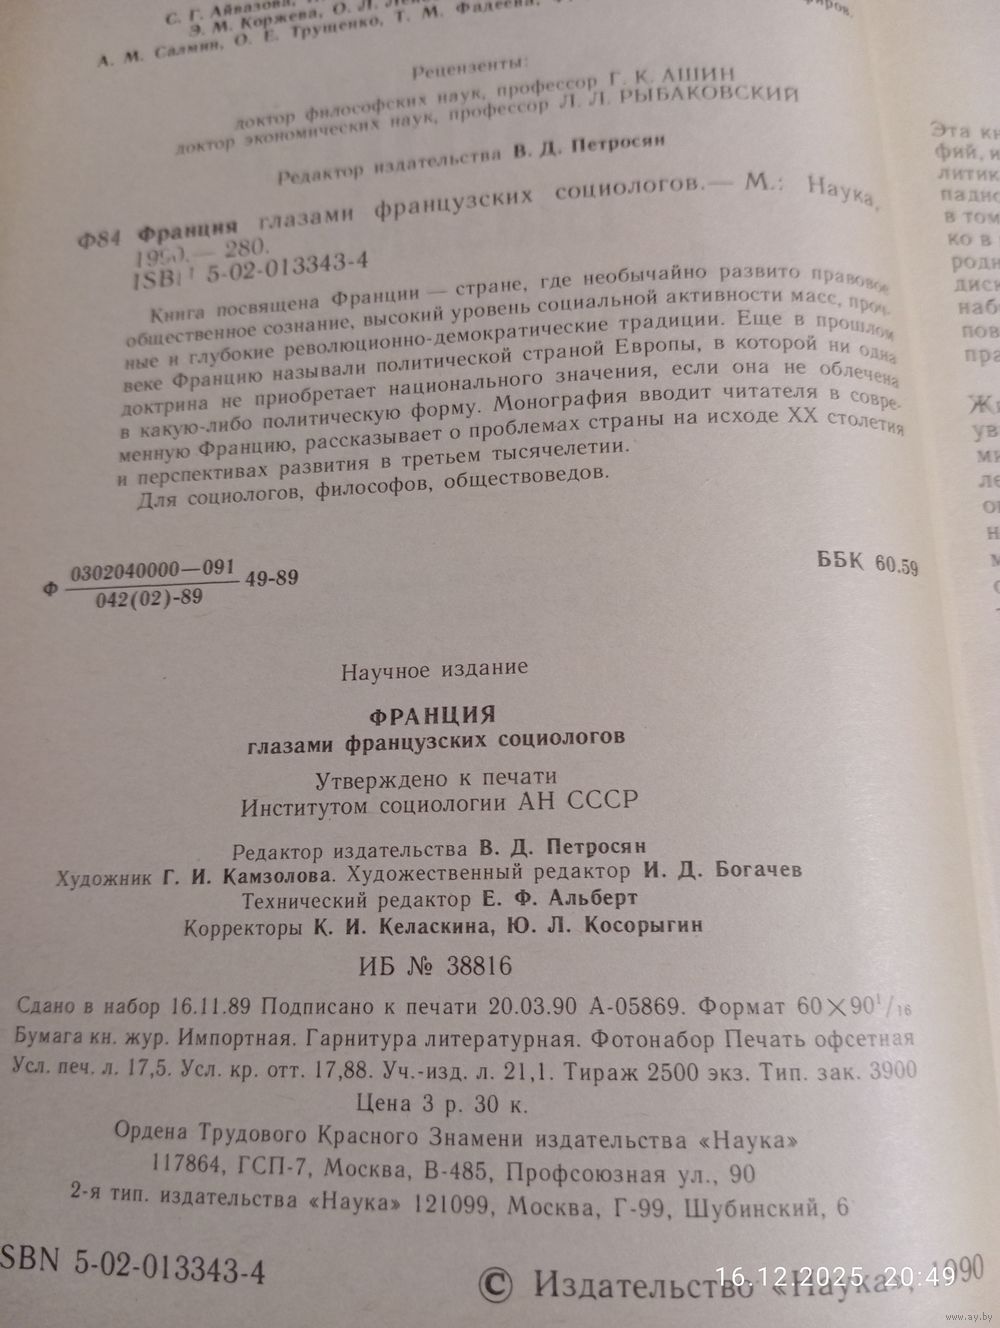 С. Г. Айвазова,
Э. М. Коржева, О. Л.
А. М. Салмин, О. Е. Трущенко, Т. М. Фадеева,
Рецензенты:
доктор философских наук, профессор Г. К. АШИН
доктор экономических наук, профессор Л. Л. РЫБАКОВСКИЙ
Редактор издательства В. Д. Петросян
Ф84 Франция глазами французских социологов.— М.: Наука,
1990.— 280.
ISBN 5-02-013343-4
Книга посвящена Франции — стране, где необычайно развито правовое
общественное сознание, высокий уровень социальной активности масс, проч-
ные и глубокие революционно-демократические традиции. Еще в прошлом
веке Францию называли политической страной Европы, в которой ни одна
доктрина не приобретает национального значения, если она не облечена
в какую-либо политическую форму. Монография вводит читателя в совре-
менную Францию, рассказывает о проблемах страны на исходе XX столетия
и перспективах развития в третьем тысячелетии.
Для социологов, философов, обществоведов.
Ф 0302040000—091 49-89
042(02)-89
ББК 60.59
Научное издание
ФРАНЦИЯ
глазами французских социологов
Утверждено к печати
Институтом социологии АН СССР
Редактор издательства В. Д. Петросян
Художник Г. И. Камзолова. Художественный редактор И. Д. Богачев
Технический редактор Е. Ф. Альберт
Корректоры К. И. Келаскина, Ю. Л. Косорыгин
ИБ № 38816
Сдано в набор 16.11.89 Подписано к печати 20.03.90 А-05869. Формат 60×90¹/₁₆
Бумага кн. жур. Импортная. Гарнитура литературная. Фотонабор Печать офсетная
Усл. печ. л. 17,5. Усл. кр. отт. 17,88. Уч.-изд. л. 21,1. Тираж 2500 экз. Тип. зак. 3900
Цена 3 р. 30 к.
Ордена Трудового Красного Знамени издательства «Наука»
117864, ГСП-7, Москва, В-485, Профсоюзная ул., 90
2-я тип. издательства «Наука» 121099, Москва, Г-99, Шубинский, 6
SBN 5-02-013343-4
© Издательство «Наука», 1990
16.12.2025 20:49
www.ay.by